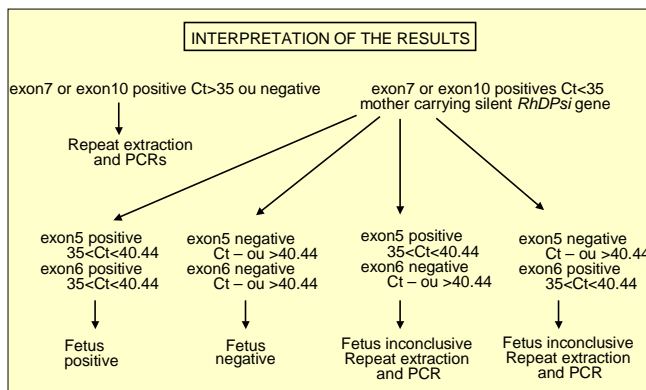 INTERPRETATION OF THE RESULTS
exon7 or exon10 positive Ct>35 ou negative
Repeat extraction
and PCRs
exon7 or exon10 positives Ct<35
mother carrying silent RhDPsi gene
exon5 positive
35<Ct<40.44
exon6 positive
35<Ct<40.44
Fetus
positive
exon5 negative
Ct – ou >40.44
exon6 negative
Ct – ou >40.44
Fetus
negative
exon5 positive
35<Ct<40.44
exon6 negative
Ct – ou >40.44
Fetus inconclusive
Repeat extraction
and PCR
exon5 negative
Ct – ou >40.44
exon6 positive
35<Ct<40.44
Fetus inconclusive
Repeat extraction
and PCR